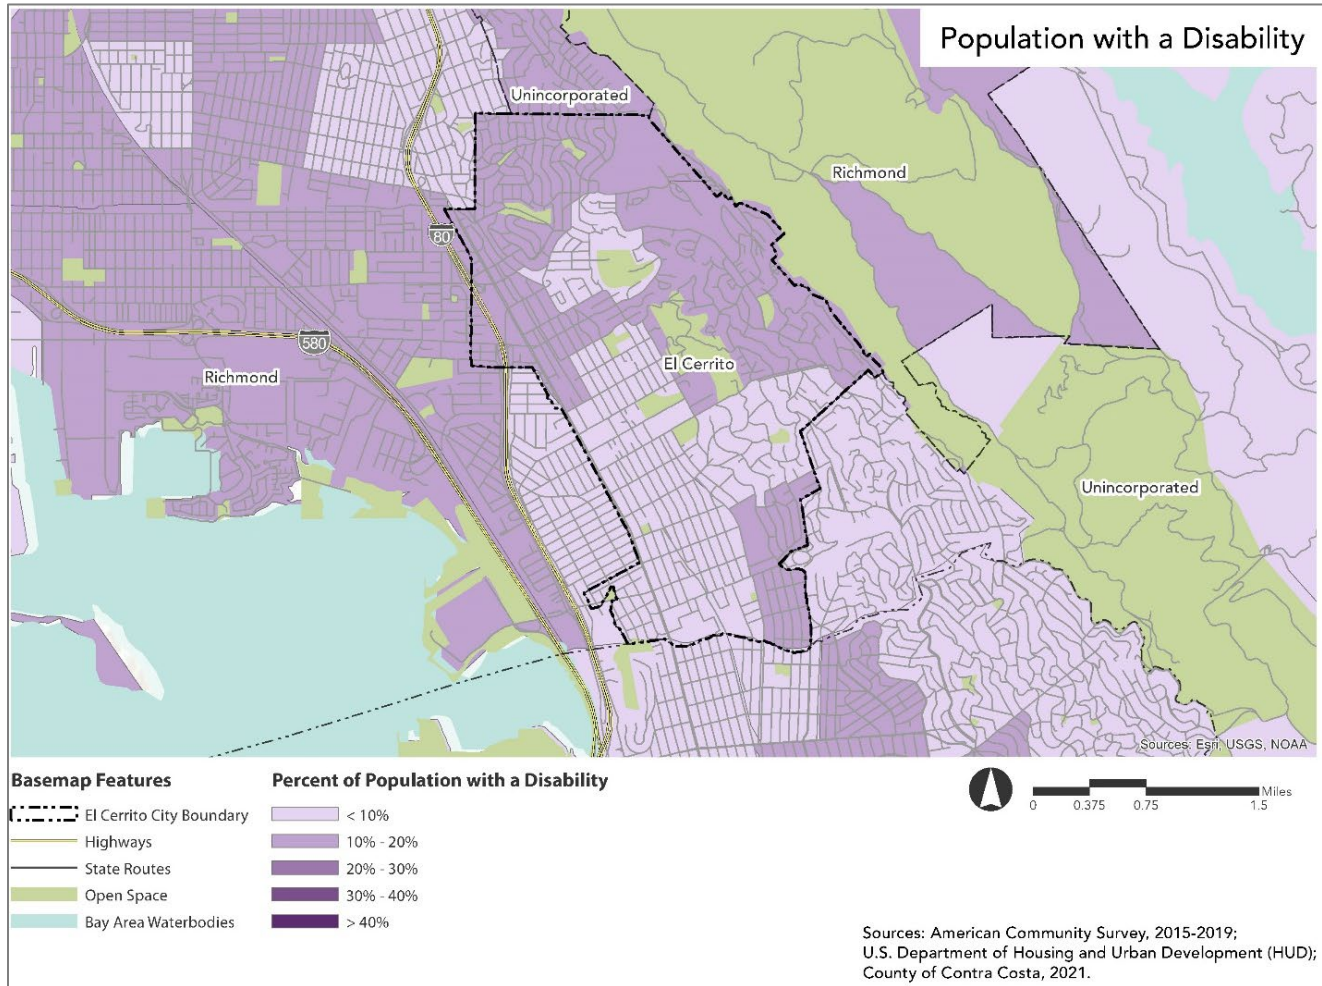 Population with a Disability
Unincorporated
Richmond
80
580
Richmond
El Cerrito
Unincorporated
Sources: Esri, USGS, NOAA
Basemap Features
El Cerrito City Boundary
Highways
State Routes
Open Space
Bay Area Waterbodies
Percent of Population with a Disability
< 10%
10% - 20%
20% - 30%
30% - 40%
> 40%
Miles
0 0.375 0.75 1.5
Sources: American Community Survey, 2015-2019;
U.S. Department of Housing and Urban Development (HUD);
County of Contra Costa, 2021.